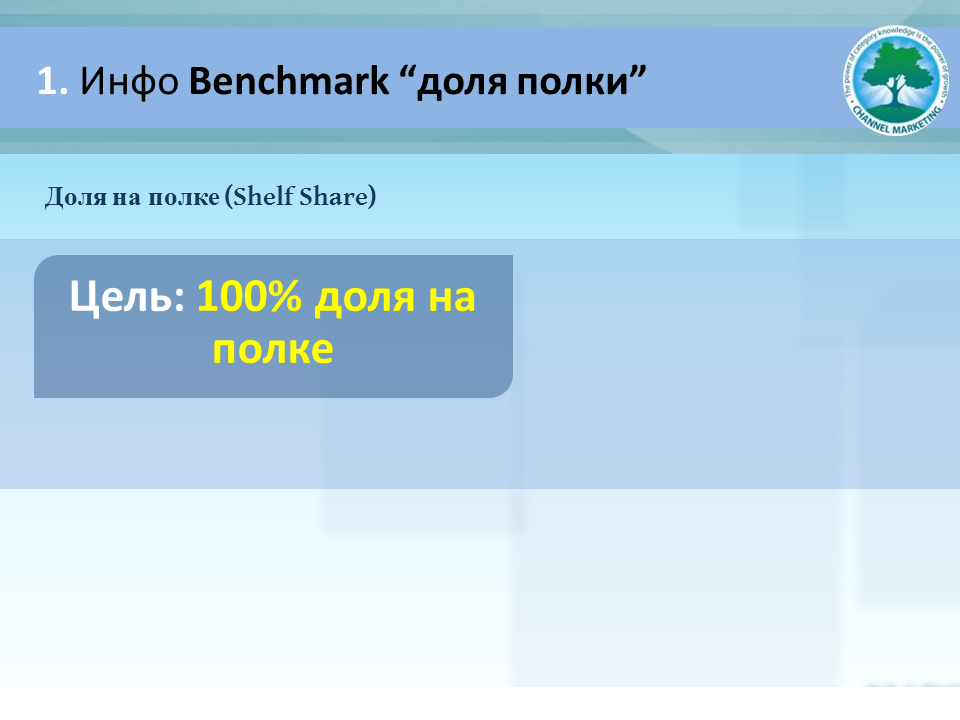 1. Инфо Benchmark “доля полки”
The power of category knowledge is the power of growth
• CHANNEL MARKETING •
Доля на полке (Shelf Share)
Цель: 100% доля на
полке